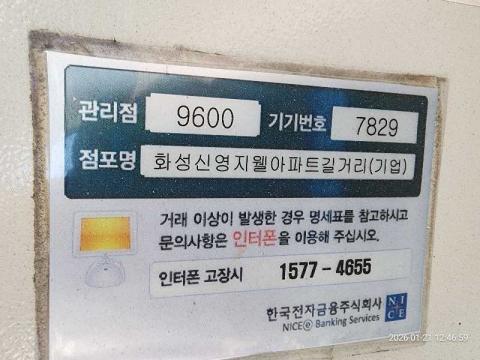 관리점 9600 기기번호 7829
점포명 화성신영지웰아파트길거리(기업)
거래 이상이 발생한 경우 명세표를 참고하시고
문의사항은 인터폰을 이용해 주십시오.
인터폰 고장시 1577-4655
한국전자금융주식회사
NICE Banking Services
NICE
2026-01-21 12:46:59